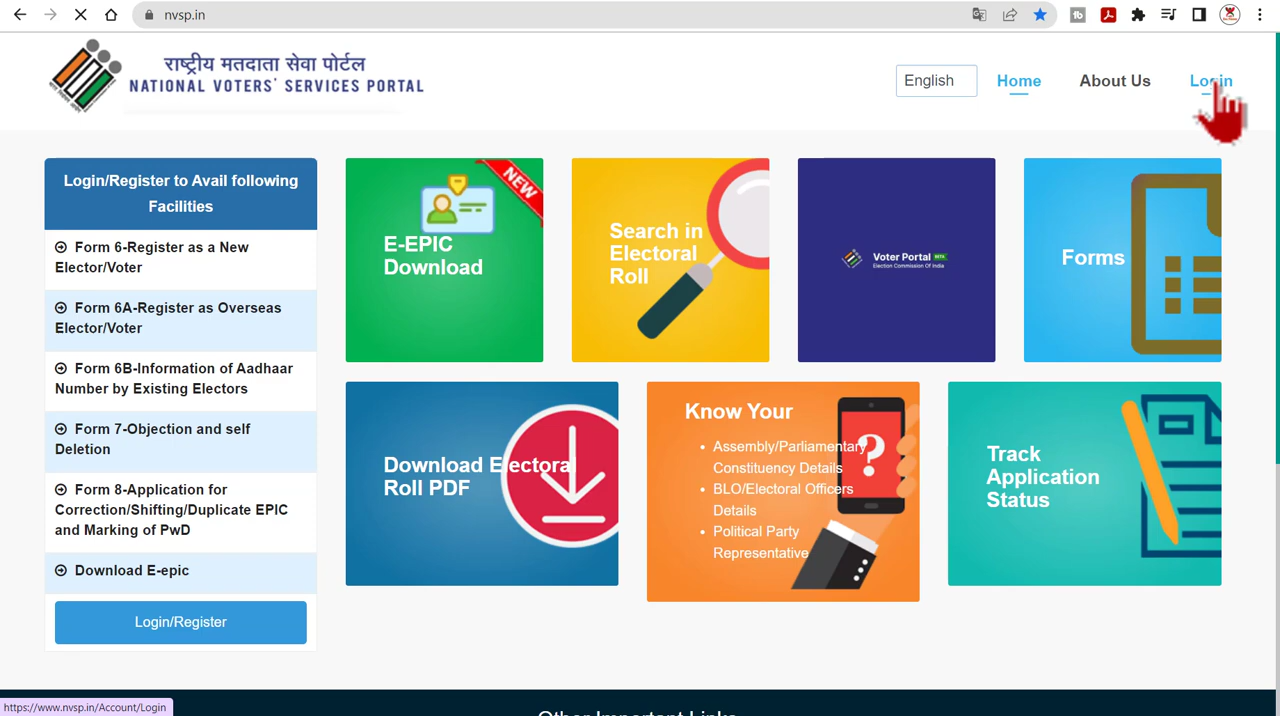 nvsp.in
राष्ट्रीय मतदाता सेवा पोर्टल
NATIONAL VOTERS' SERVICES PORTAL
English
Home
About Us
Login
Login/Register to Avail following
Facilities
Form 6-Register as a New
Elector/Voter
Form 6A-Register as Overseas
Elector/Voter
Form 6B-Information of Aadhaar
Number by Existing Electors
Form 7-Objection and self
Deletion
Form 8-Application for
Correction/Shifting/Duplicate EPIC
and Marking of PwD
Download E-epic
Login/Register
NEW
E-EPIC
Download
Search in
Electoral
Roll
Voter Portal BETA
Election Commission Of India
Forms
Download Electoral
Roll PDF
Know Your
Assembly/Parliamentary
Constituency Details
BLO/Electoral Officers
Details
Political Party
Representative
?
Track
Application
Status
https://www.nvsp.in/Account/Login
Other Important Links